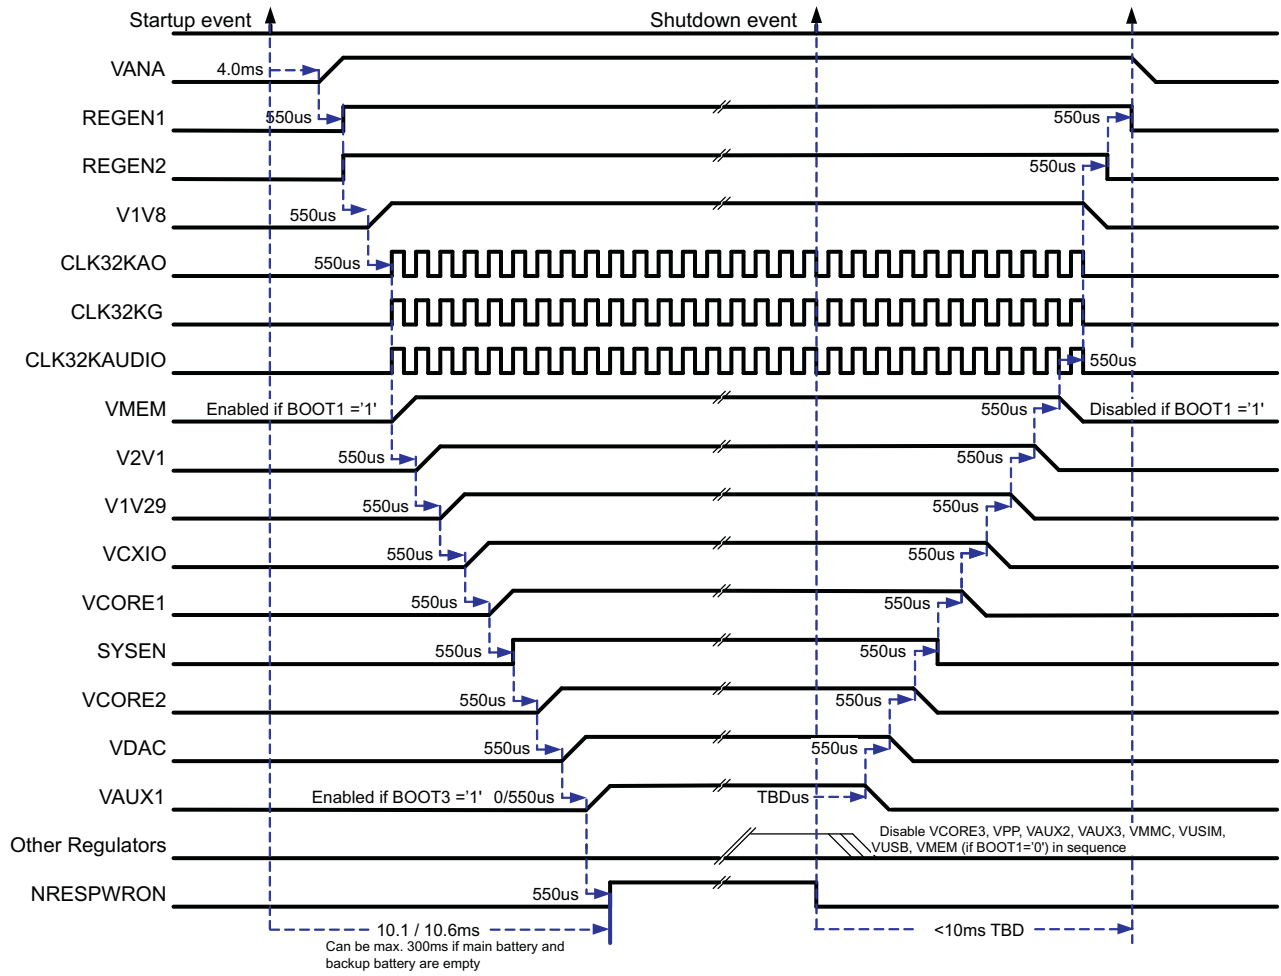 Startup event
Shutdown event
VANA
4.0ms
REGEN1
550us
550us
REGEN2
550us
V1V8
550us
CLK32KAO
550us
CLK32KG
CLK32KAUDIO
550us
VMEM
Enabled if BOOT1 ='1'
550us
Disabled if BOOT1 ='1'
V2V1
550us
550us
V1V29
550us
550us
VCXIO
550us
550us
VCORE1
550us
550us
SYSEN
550us
550us
VCORE2
550us
550us
VDAC
550us
550us
VAUX1
Enabled if BOOT3 ='1' 0/550us
TBDus
Other Regulators
Disable VCORE3, VPP, VAUX2, VAUX3, VMMC, VUSIM,
VUSB, VMEM (if BOOT1='0') in sequence
NRESPWRON
550us
10.1 / 10.6ms
<10ms TBD
Can be max. 300ms if main battery and
backup battery are empty